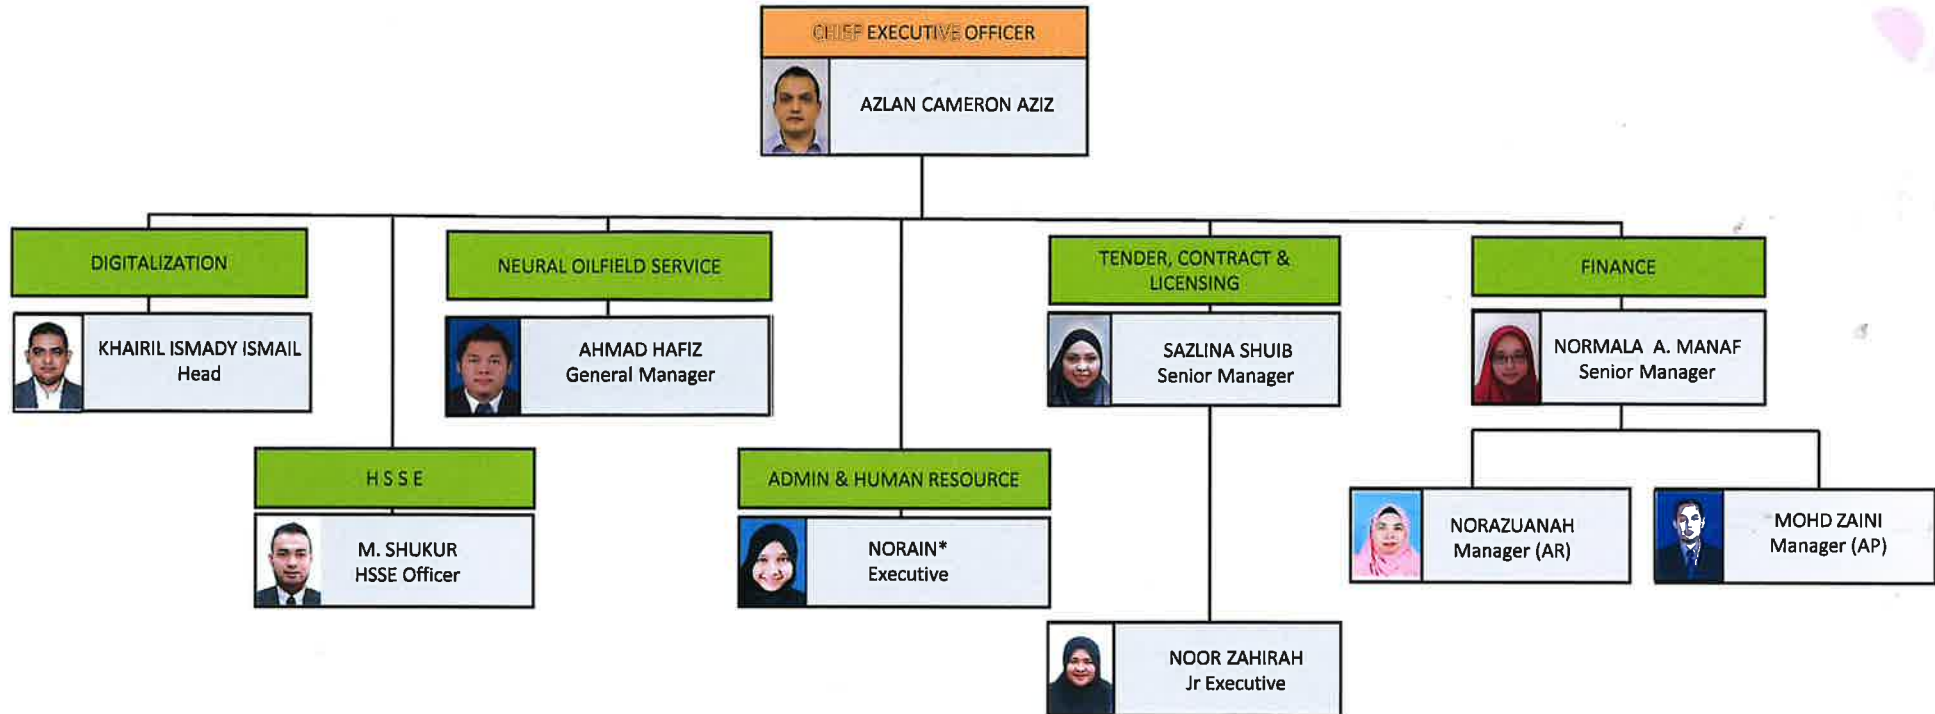 CHIEF EXECUTIVE OFFICER
AZLAN CAMERON AZIZ
DIGITALIZATION
KHAIRIL ISMADY ISMAIL
Head
NEURAL OILFIELD SERVICE
AHMAD HAFIZ
General Manager
TENDER, CONTRACT &
LICENSING
SAZLINA SHUIB
Senior Manager
FINANCE
NORMALA A. MANAF
Senior Manager
H S S E
M. SHUKUR
HSSE Officer
ADMIN & HUMAN RESOURCE
NORAIN*
Executive
NORAZUANAH
Manager (AR)
MOHD ZAINI
Manager (AP)
NOOR ZAHIRAH
Jr Executive